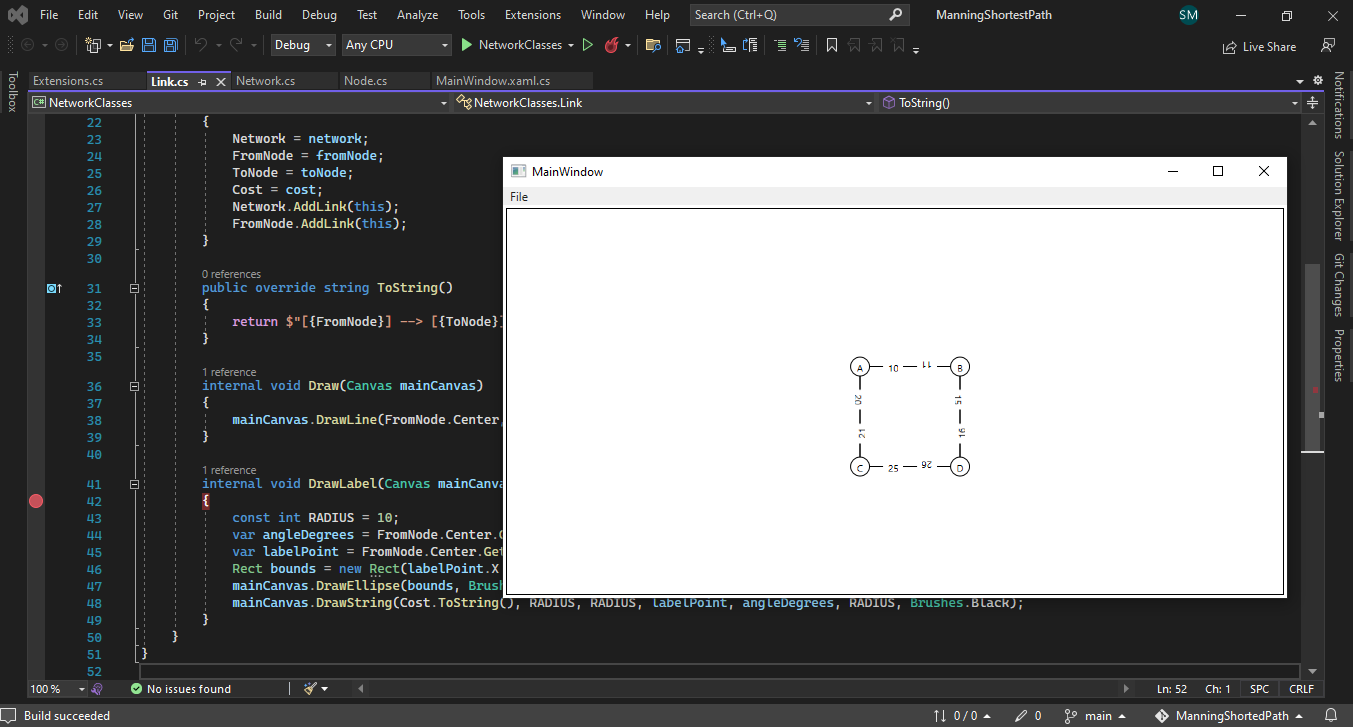 File Edit View Git Project Build Debug Test Analyze Tools Extensions Window Help Search (Ctrl+Q) ManningShortestPath SM
Debug Any CPU NetworkClasses Live Share
Toolbox
Extensions.cs Link.cs Network.cs Node.cs MainWindow.xaml.cs
C# NetworkClasses NetworkClasses.Link ToString()
22 {
23 Network = network;
24 FromNode = fromNode;
25 ToNode = toNode;
26 Cost = cost;
27 Network.AddLink(this);
28 FromNode.AddLink(this);
29 }
30
0 references
31 public override string ToString()
32 {
33 return $"[{FromNode}] --> [{ToNode}]
34 }
35
1 reference
36 internal void Draw(Canvas mainCanvas)
37 {
38 mainCanvas.DrawLine(FromNode.Center,
39 }
40
1 reference
41 internal void DrawLabel(Canvas mainCanva
42 {
43 const int RADIUS = 10;
44 var angleDegrees = FromNode.Center.
45 var labelPoint = FromNode.Center.Get
46 Rect bounds = new Rect(labelPoint.X
47 mainCanvas.DrawEllipse(bounds, Brush
48 mainCanvas.DrawString(Cost.ToString(), RADIUS, RADIUS, labelPoint, angleDegrees, RADIUS, Brushes.Black);
49 }
50 }
51 }
52
MainWindow
File
A 10 11 B
20 15
21 16
C 25 26 D
Notifications
Solution Explorer
Git Changes
Properties
100 % No issues found Ln: 52 Ch: 1 SPC CRLF
Build succeeded 0 / 0 0 main ManningShortedPath